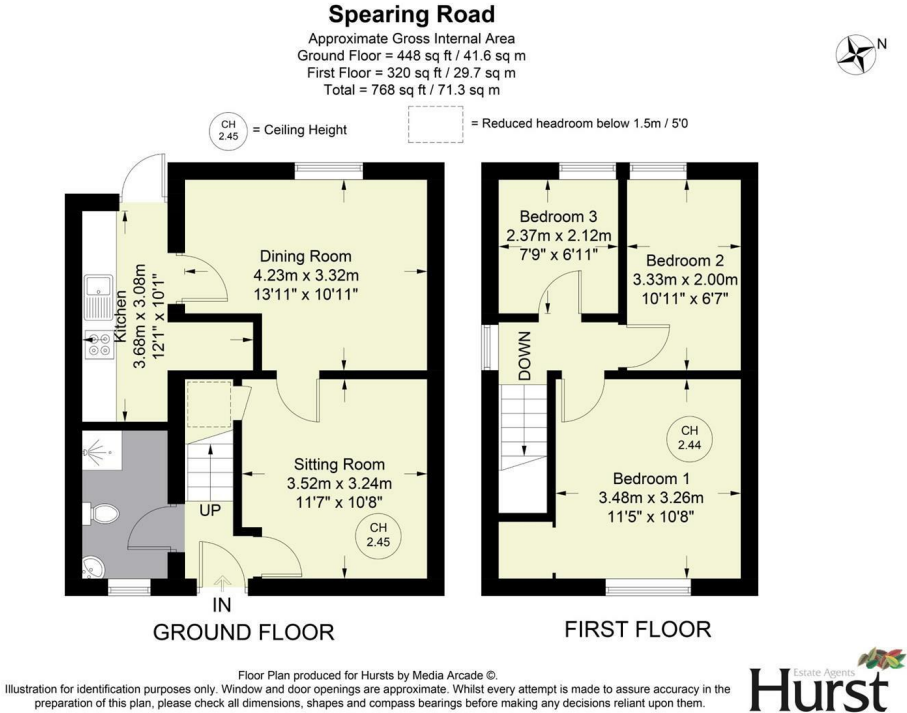 Spearing Road
Approximate Gross Internal Area
Ground Floor = 448 sq ft / 41.6 sq m
First Floor = 320 sq ft / 29.7 sq m
Total = 768 sq ft / 71.3 sq m
N
CH
2.45
= Ceiling Height
= Reduced headroom below 1.5m / 5'0
Kitchen
3.68m x 3.08m
12'1" x 10'1"
Dining Room
4.23m x 3.32m
13'11" x 10'11"
Sitting Room
3.52m x 3.24m
11'7" x 10'8"
CH
2.45
UP
IN
GROUND FLOOR
Bedroom 3
2.37m x 2.12m
7'9" x 6'11"
Bedroom 2
3.33m x 2.00m
10'11" x 6'7"
DOWN
CH
2.44
Bedroom 1
3.48m x 3.26m
11'5" x 10'8"
FIRST FLOOR
Floor Plan produced for Hursts by Media Arcade ©.
Illustration for identification purposes only. Window and door openings are approximate. Whilst every attempt is made to assure accuracy in the
preparation of this plan, please check all dimensions, shapes and compass bearings before making any decisions reliant upon them.
Estate Agents
Hurst